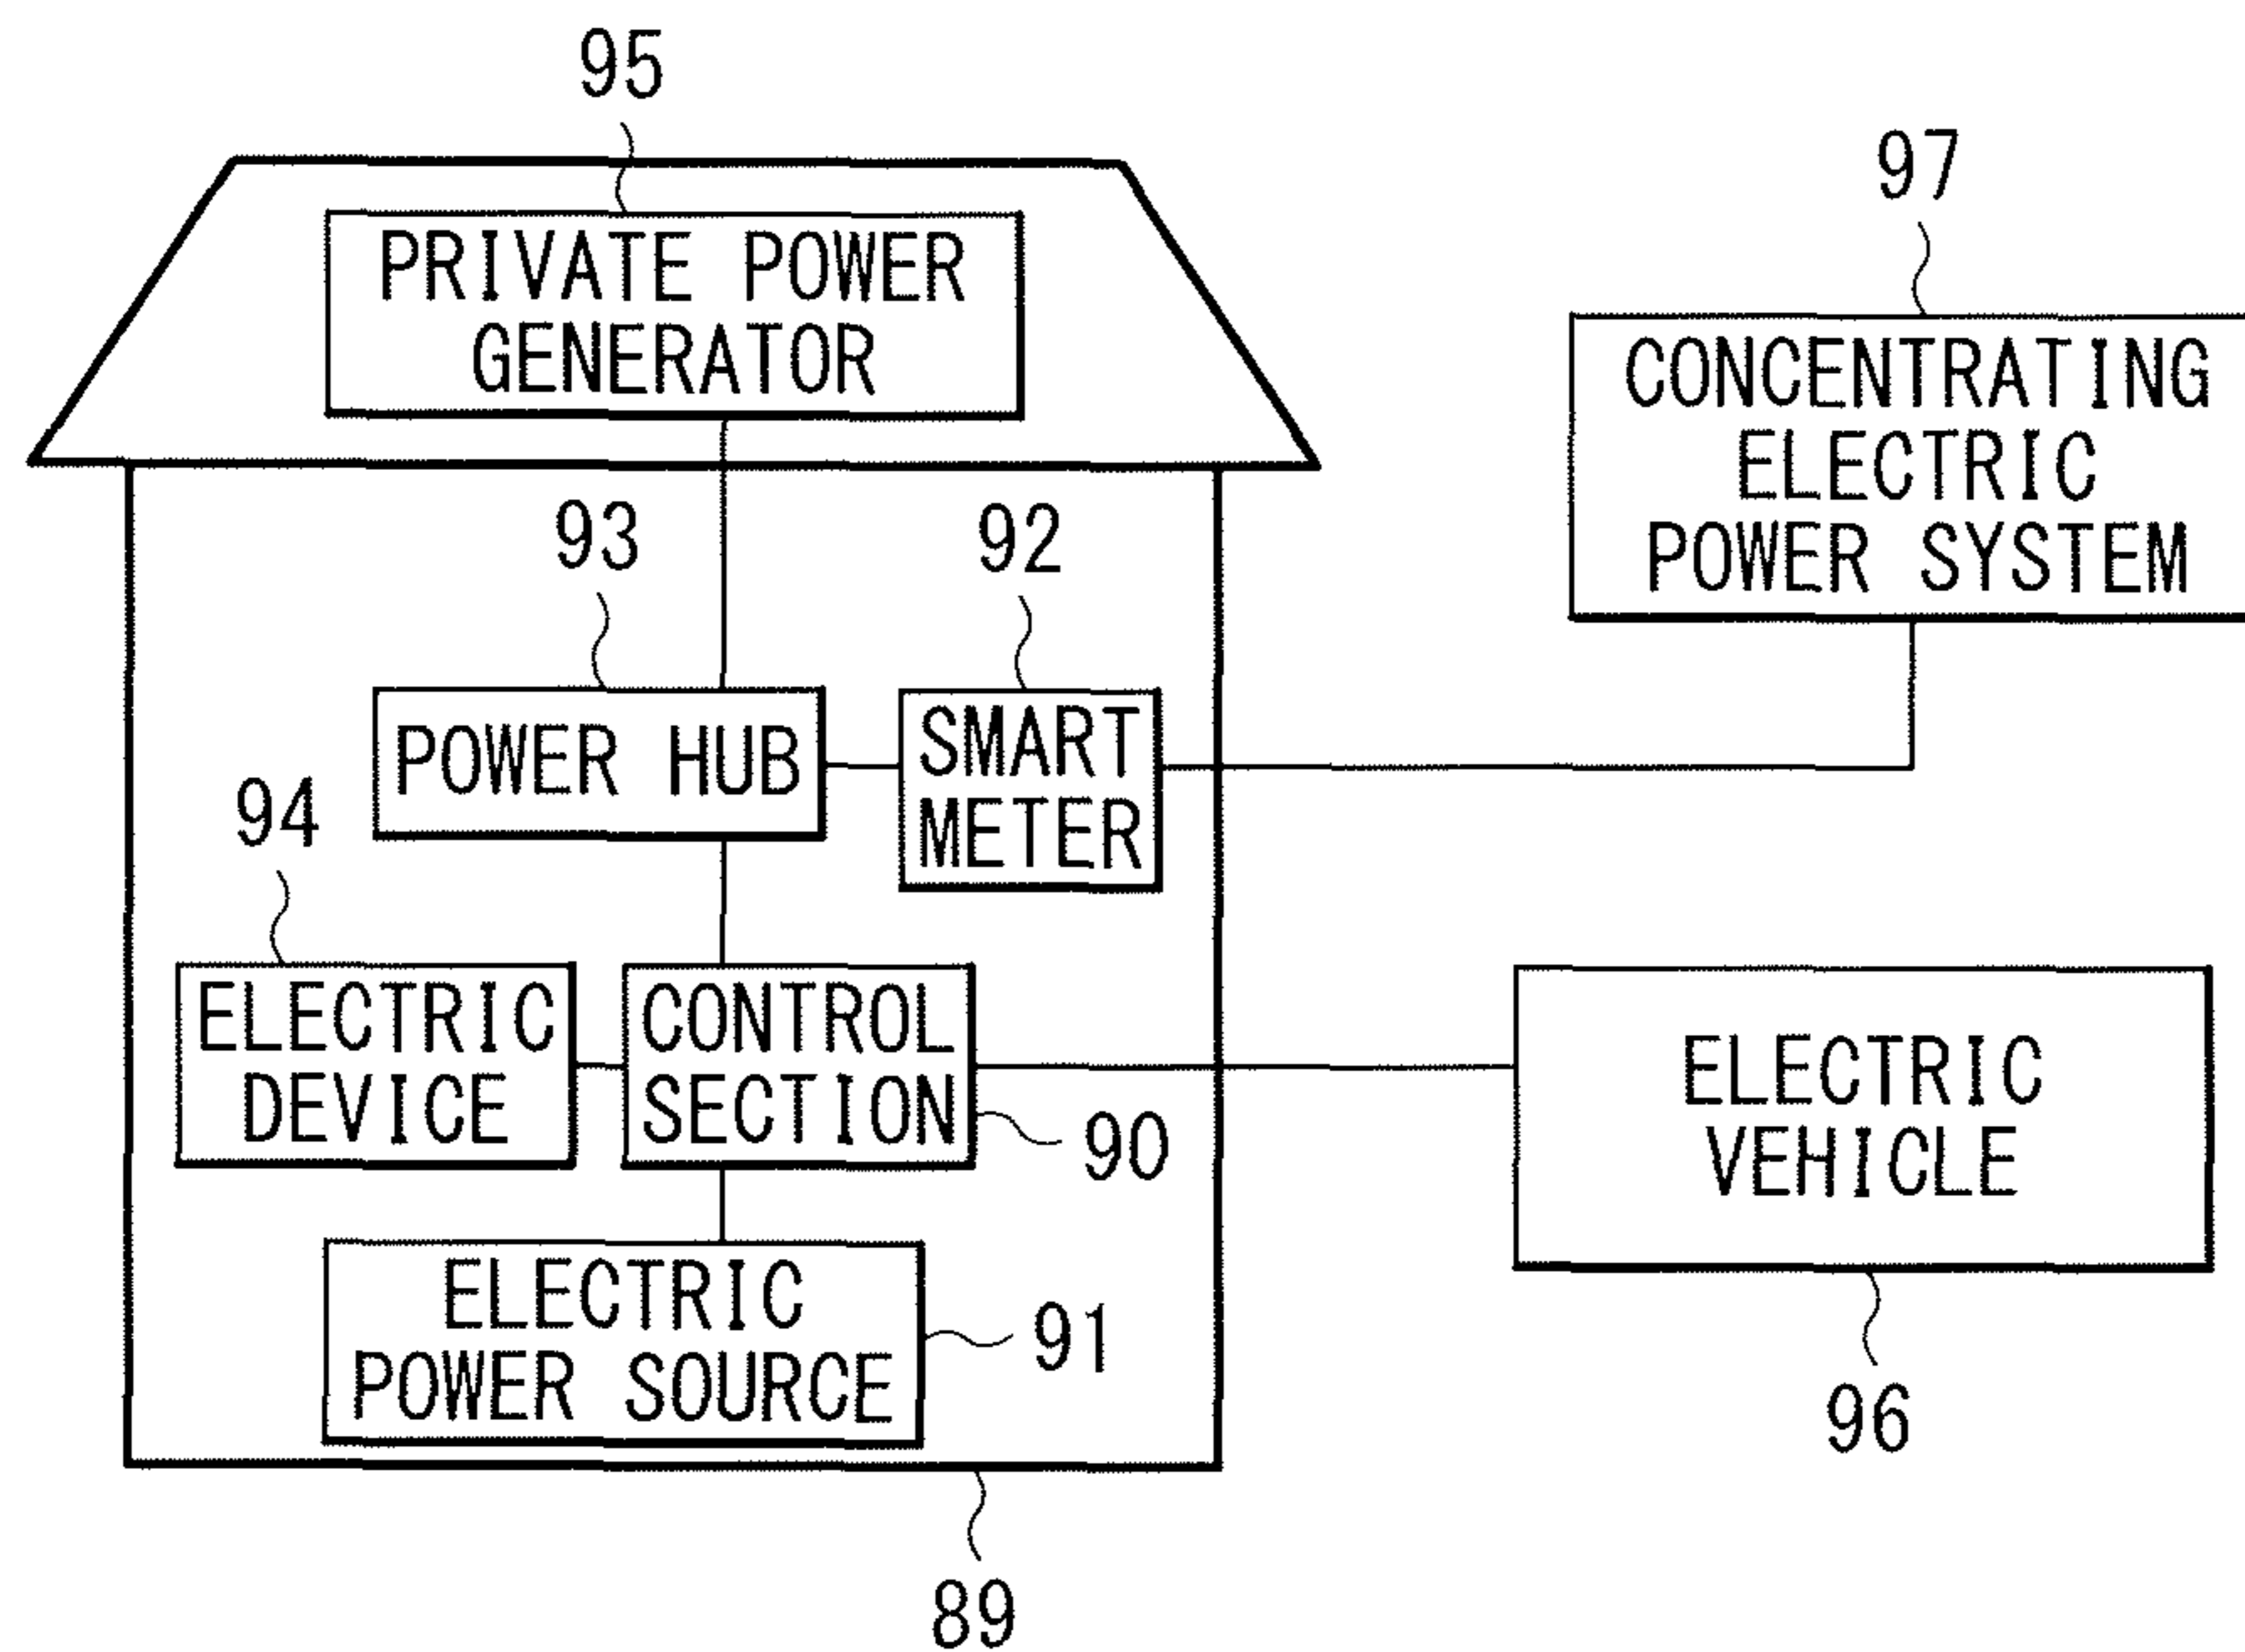 95
PRIVATE POWER
GENERATOR
97
CONCENTRATING
ELECTRIC
POWER SYSTEM
93
92
POWER HUB
SMART
METER
94
ELECTRIC
DEVICE
CONTROL
SECTION
90
ELECTRIC
VEHICLE
96
ELECTRIC
POWER SOURCE
91
89